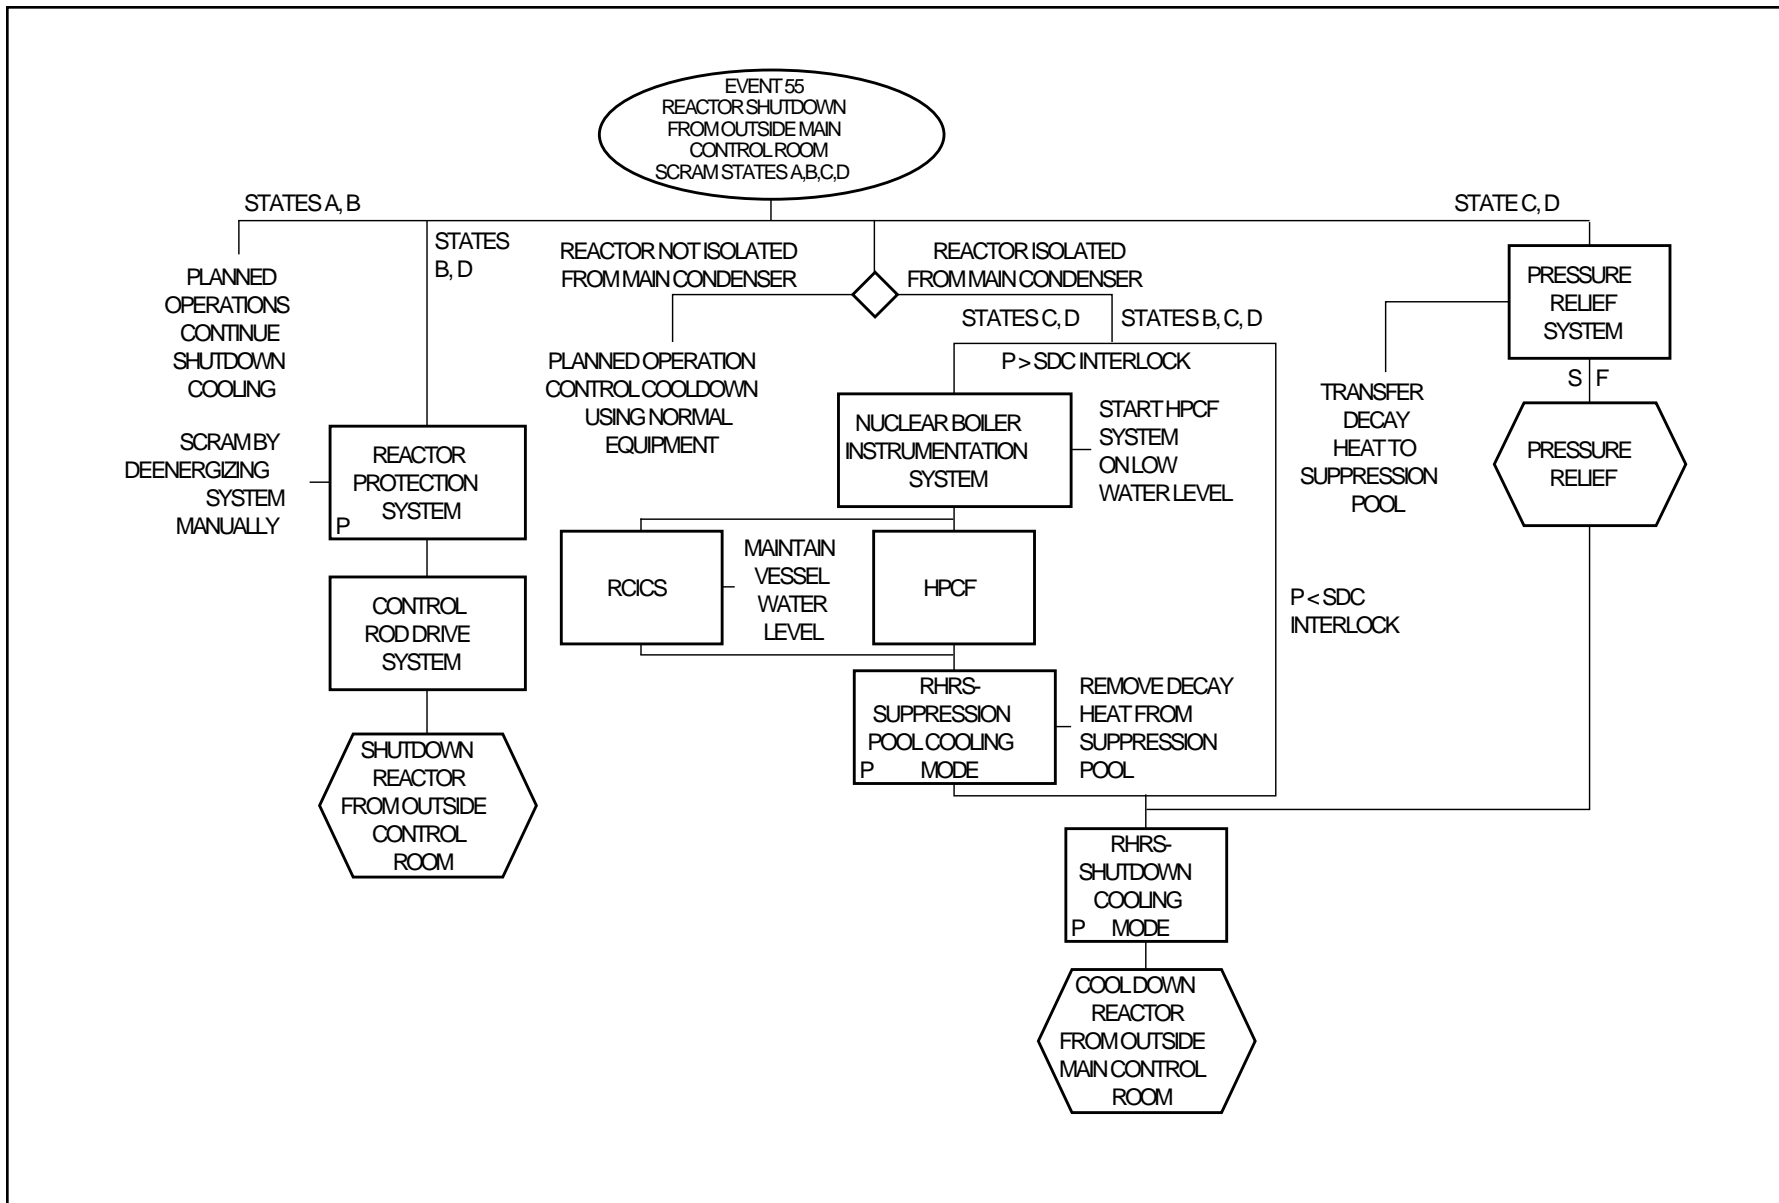 EVENT 55
REACTOR SHUTDOWN
FROM OUTSIDE MAIN
CONTROL ROOM
SCRAM STATES A,B,C,D
STATES A, B
STATE C, D
STATES
B, D
REACTOR NOT ISOLATED
FROM MAIN CONDENSER
REACTOR ISOLATED
FROM MAIN CONDENSER
PLANNED
OPERATIONS
CONTINUE
SHUTDOWN
COOLING
PRESSURE
RELIEF
SYSTEM
STATES C, D
STATES B, C, D
P > SDC INTERLOCK
PLANNED OPERATION
CONTROL COOLDOWN
USING NORMAL
EQUIPMENT
S F
TRANSFER
DECAY
HEAT TO
SUPPRESSION
POOL
PRESSURE
RELIEF
NUCLEAR BOILER
INSTRUMENTATION
SYSTEM
START HPCF
SYSTEM
ON LOW
WATER LEVEL
SCRAM BY
DEENERGIZING
SYSTEM
MANUALLY
REACTOR
PROTECTION
SYSTEM
P
RCICS
MAINTAIN
VESSEL
WATER
LEVEL
HPCF
P < SDC
INTERLOCK
CONTROL
ROD DRIVE
SYSTEM
RHRS-
SUPPRESSION
POOL COOLING
P MODE
REMOVE DECAY
HEAT FROM
SUPPRESSION
POOL
SHUTDOWN
REACTOR
FROM OUTSIDE
CONTROL
ROOM
RHRS-
SHUTDOWN
COOLING
P MODE
COOL DOWN
REACTOR
FROM OUTSIDE
MAIN CONTROL
ROOM